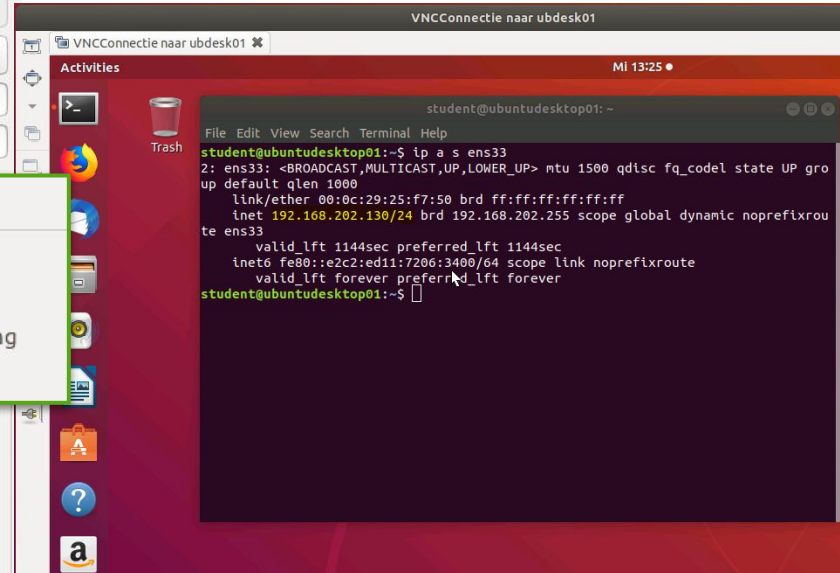 VNCConnectie naar ubdesk01
VNCConnectie naar ubdesk01
Activities
Mi 13:25
Trash
student@ubuntudesktop01: ~
File Edit View Search Terminal Help
student@ubuntudesktop01:~$ ip a s ens33
2: ens33: <BROADCAST,MULTICAST,UP,LOWER_UP> mtu 1500 qdisc fq_codel state UP gro
up default qlen 1000
link/ether 00:0c:29:25:f7:50 brd ff:ff:ff:ff:ff:ff
inet 192.168.202.130/24 brd 192.168.202.255 scope global dynamic noprefixrou
te ens33
valid_lft 1144sec preferred_lft 1144sec
inet6 fe80::e2c2:ed11:7206:3400/64 scope link noprefixroute
valid_lft forever preferred_lft forever
student@ubuntudesktop01:~$